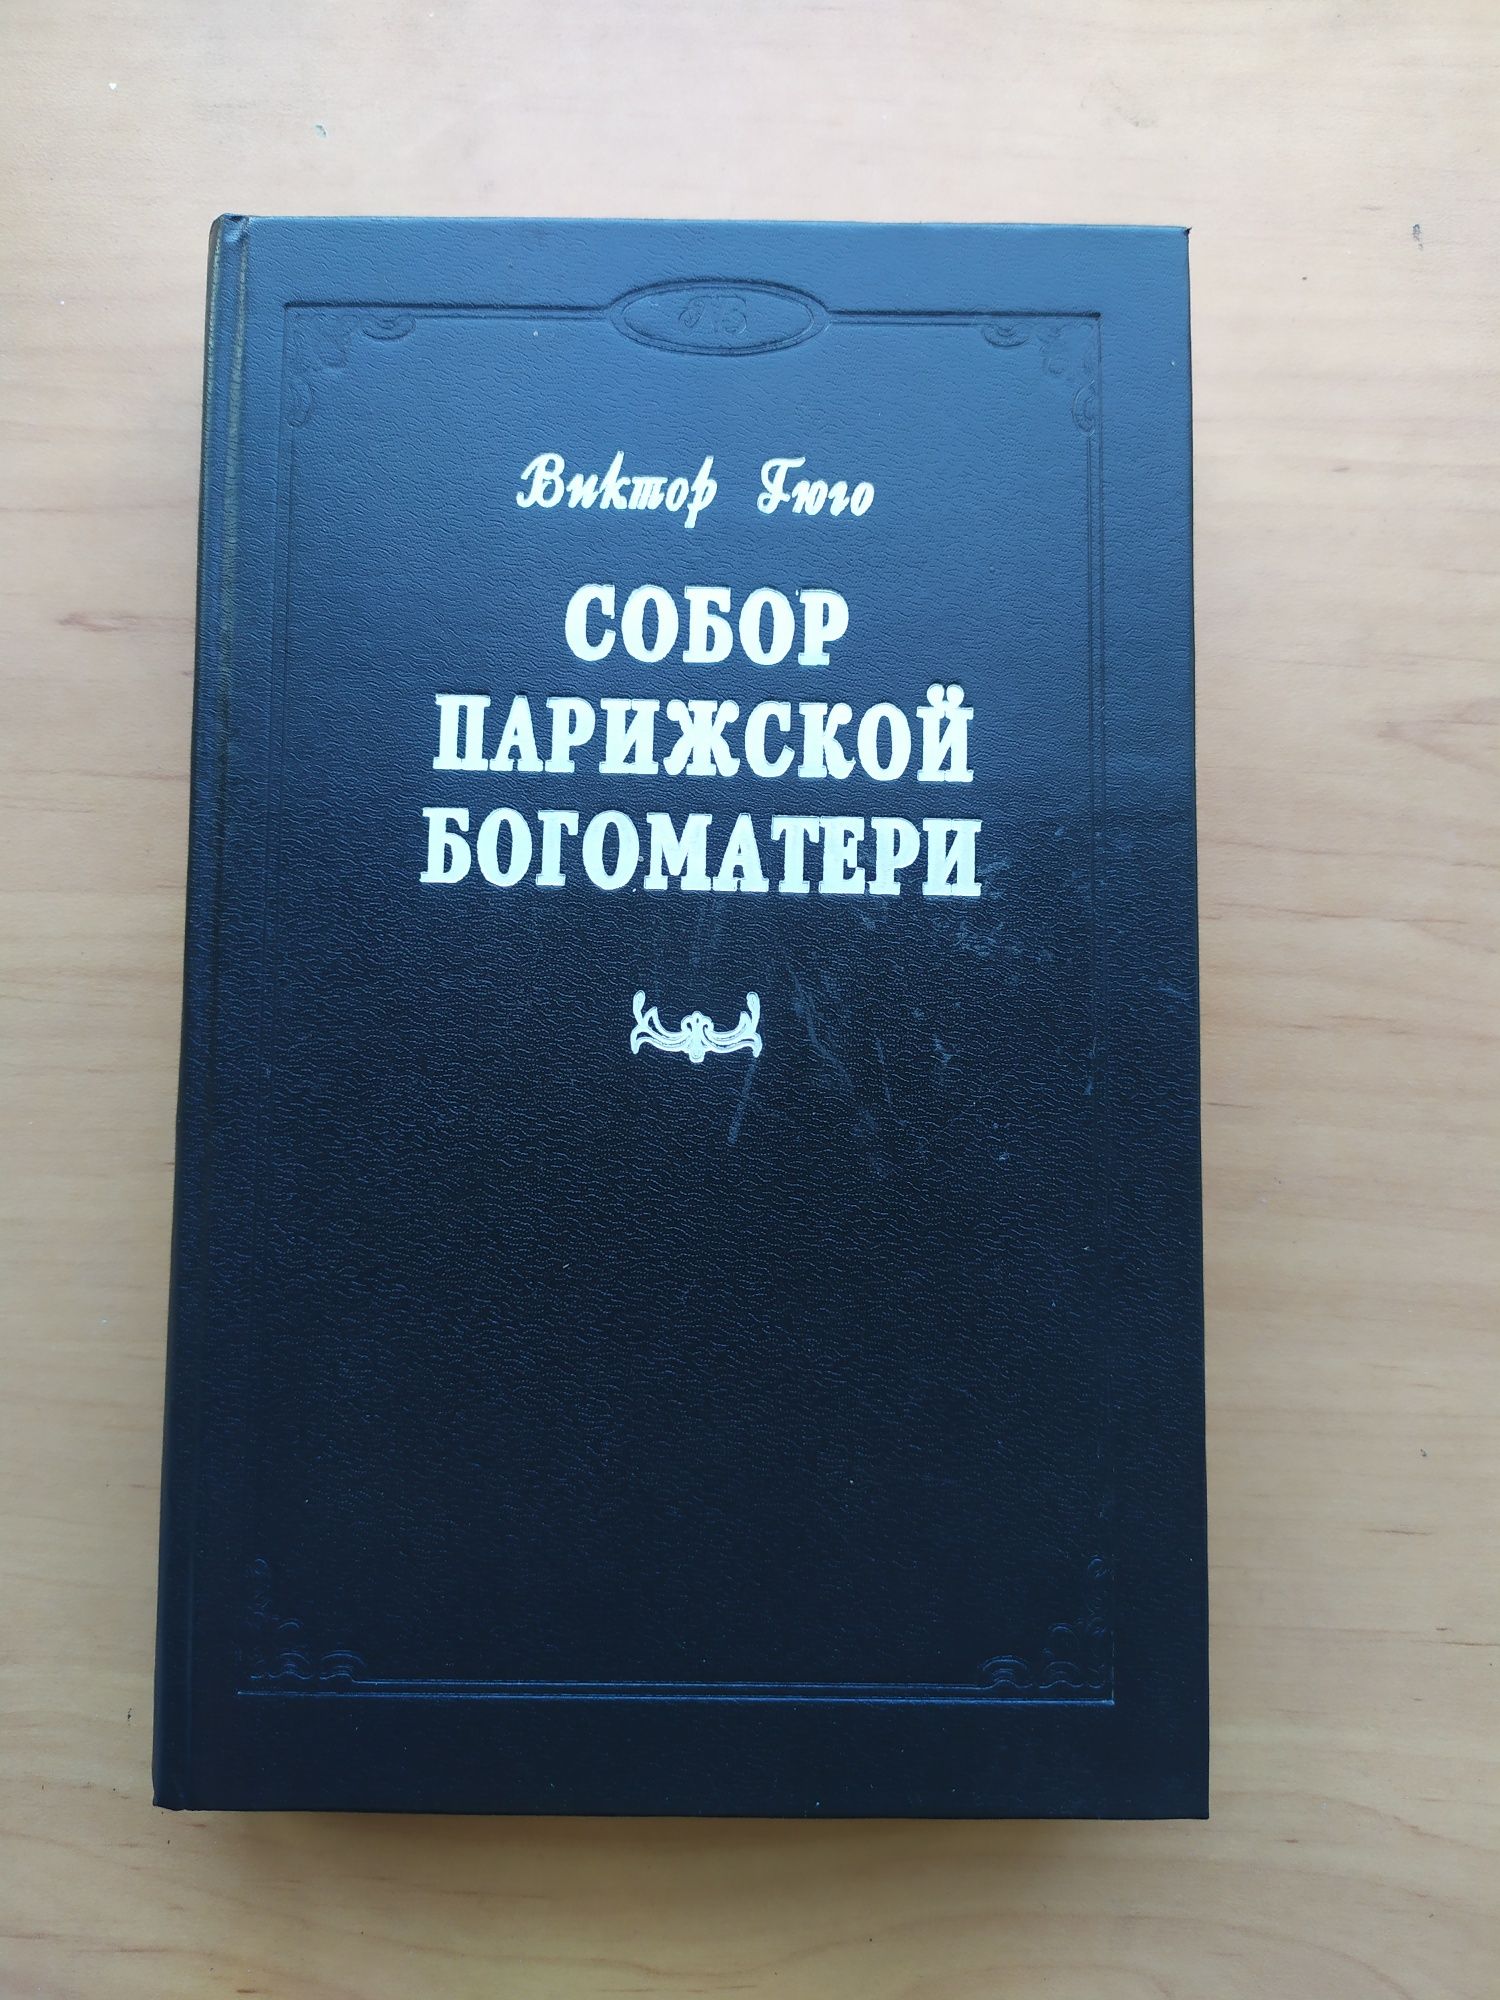 Виктор Гюго
СОБОР
ПАРИЖСКОЙ
БОГОМАТЕРИ